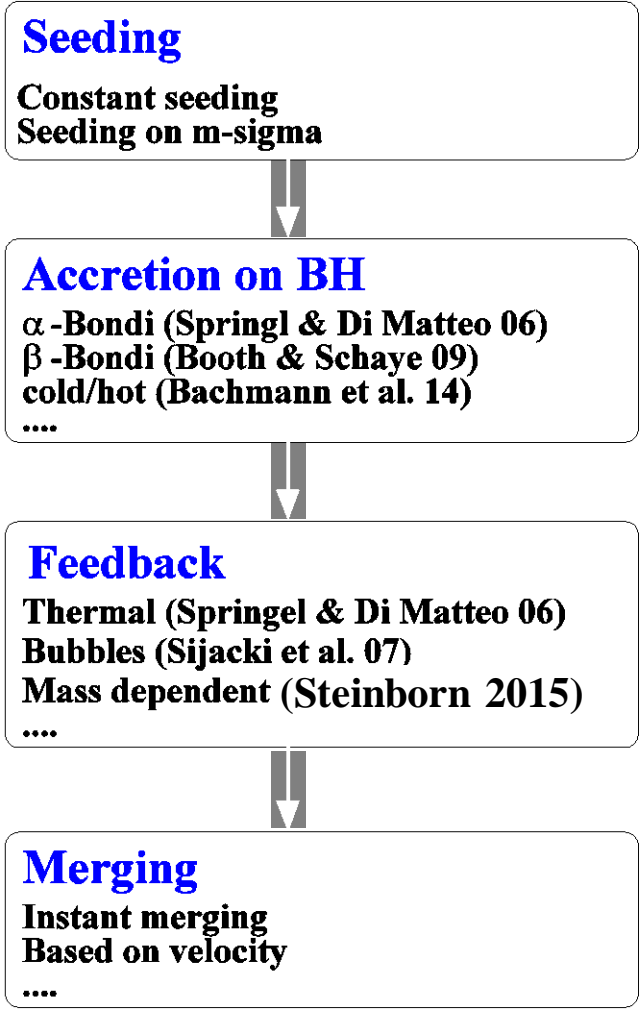 Seeding
Constant seeding
Seeding on m-sigma
Accretion on BH
α -Bondi (Springl & Di Matteo 06)
β -Bondi (Booth & Schaye 09)
cold/hot (Bachmann et al. 14)
....
Feedback
Thermal (Springel & Di Matteo 06)
Bubbles (Sijacki et al. 07)
Mass dependent (Steinborn 2015)
....
Merging
Instant merging
Based on velocity
....